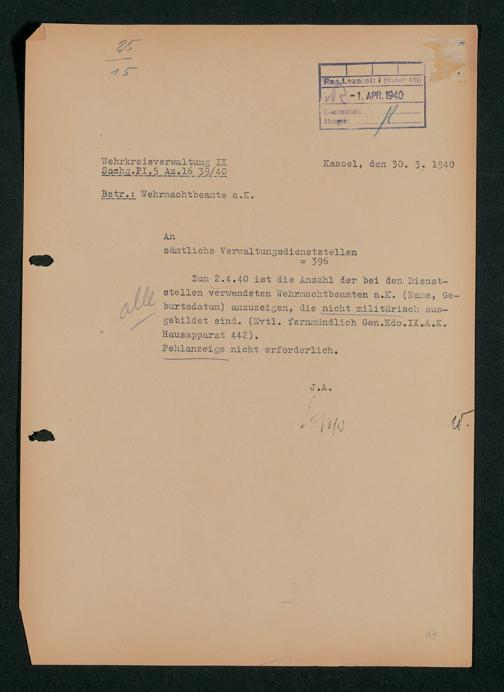 25
15
Res. Lazarett I (früher VII)
-1. APR. 1940
Ablagen:
Wehrkreisverwaltung IX
Sachg.PI,5 Az.16 39/40
Kassel, den 30. 3. 1940
Betr.: Wehrmachtbeamte a.K.
An
sämtliche Verwaltungsdienststellen
= 396
Zum 2.4.40 ist die Anzahl der bei den Dienst-
stellen verwendeten Wehrmachtbeamten a.K. (Name, Ge-
alle
burtsdatum) anzuzeigen, die nicht militärisch aus-
gebildet sind. (Evtl. fernmündlich Gen.Kdo.IX.A.K.
Hausapparat 442).
Fehlanzeige nicht erforderlich.
J.A.